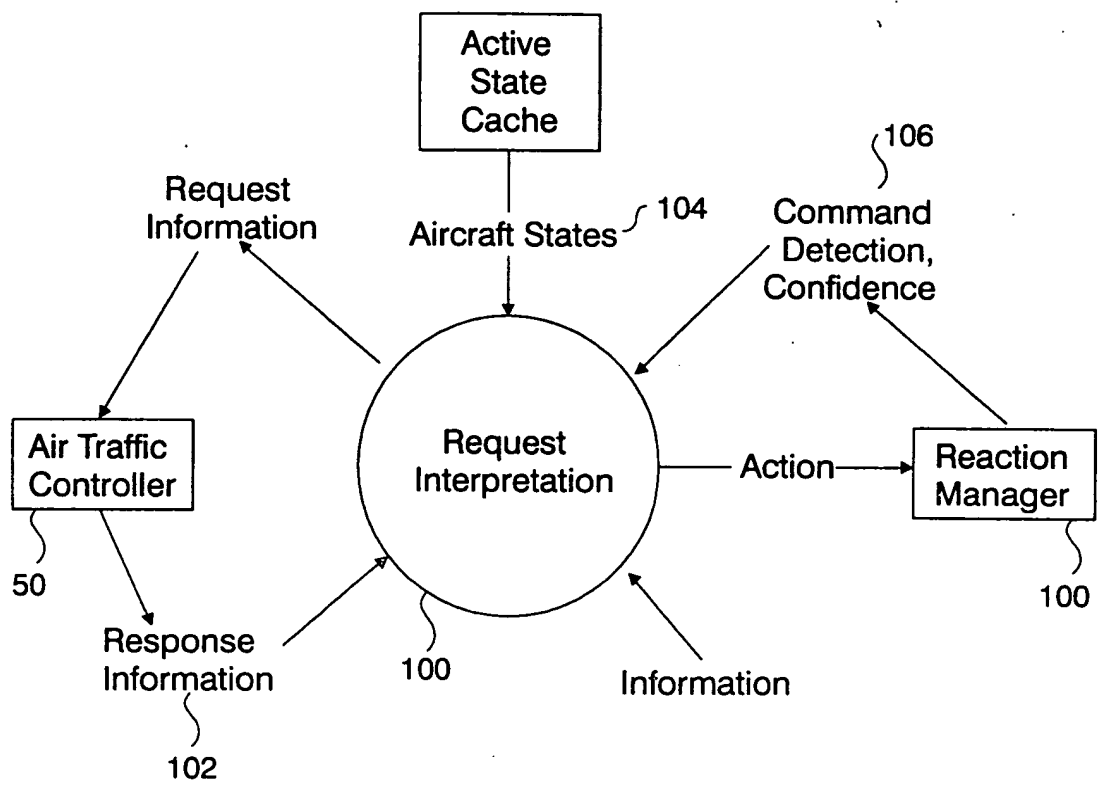 Active
State
Cache
106
Request
Information
Aircraft States
104
Command
Detection,
Confidence
Air Traffic
Controller
Request
Interpretation
Action
Reaction
Manager
50
100
Response
Information
100
Information
102